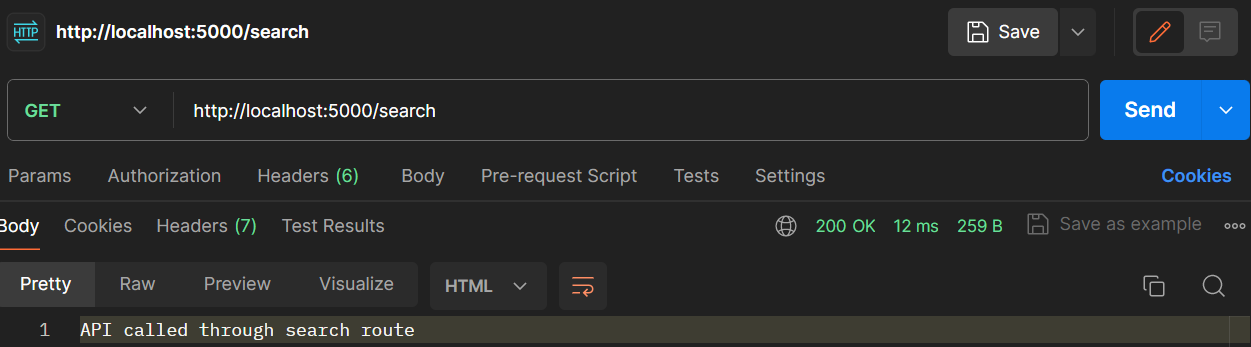 HTTP http://localhost:5000/search Save
GET http://localhost:5000/search Send
Params Authorization Headers (6) Body Pre-request Script Tests Settings Cookies
Body Cookies Headers (7) Test Results 200 OK 12 ms 259 B Save as example
Pretty Raw Preview Visualize HTML
1 API called through search route